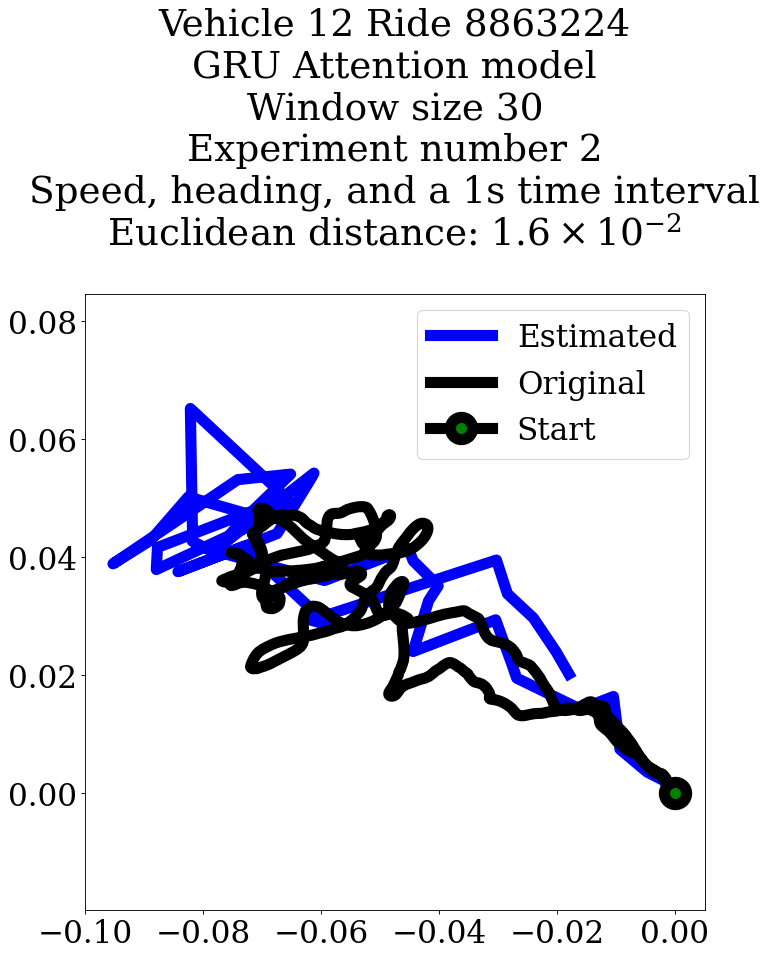 Vehicle 12 Ride 8863224
GRU Attention model
Window size 30
Experiment number 2
Speed, heading, and a 1s time interval
Euclidean distance: 1.6 × 10⁻²
Estimated
Original
Start
0.08
0.06
0.04
0.02
0.00
−0.10 −0.08 −0.06 −0.04 −0.02 0.00